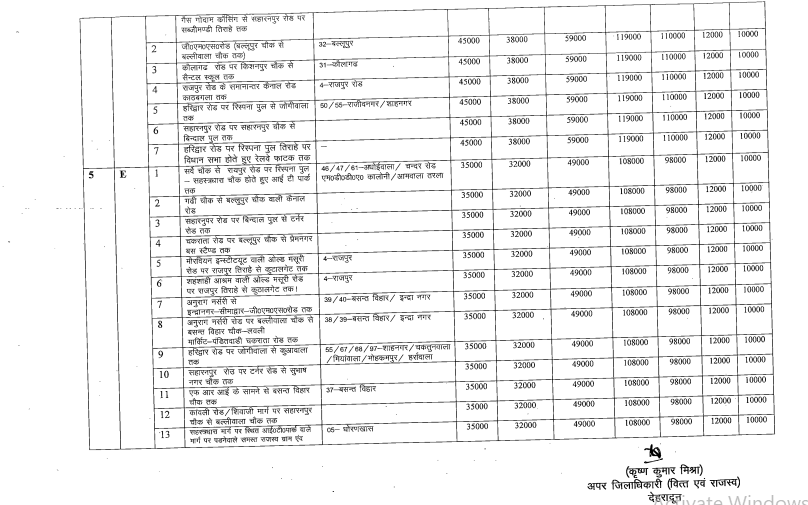 गैस गोदाम क्रॉसिंग से सहारनपुर रोड पर
सब्जीमण्डी तिराहे तक
2 जी0एम0एस0रोड (बल्लुपुर चौक से 32–बल्लूपुर 45000 38000 59000 119000 110000 12000 10000
बल्लीवाला चौक तक)
3 कौलागढ रोड पर किशनपुर चौक से 31–कौलागढ 45000 38000 59000 119000 110000 12000 10000
सैन्टल स्कूल तक
4 राजपुर रोड के समानान्तर कैनाल रोड 4–राजपुर रोड 45000 38000 59000 119000 110000 12000 10000
काठबंगला तक
5 हरिद्वार रोड पर रिस्पना पुल से जोगीवाला 50/55–राजीवनगर/शाहनगर 45000 38000 59000 119000 110000 12000 10000
तक
6 सहारनपुर रोड पर सहारनपुर चौक से 45000 38000 59000 119000 110000 12000 10000
बिन्दाल पुल तक
7 हरिद्वार रोड पर रिस्पना पुल तिराहे पर – 45000 38000 59000 119000 110000 12000 10000
विधान सभा होते हुए रेलवे फाटक तक
5 E 1 सर्वे चौक से रायपुर रोड पर रिस्पना पुल 46/47/61–अधोईवाला/ चन्दर रोड 35000 32000 49000 108000 98000 12000 10000
– सहस्त्रधारा चौक होते हुए आई टी पार्क एम0डी0डी0ए0 कालोनी/आमवाला तरला
तक
2 गढी चौक से बल्लुपुर चौक वाली कैनाल 35000 32000 49000 108000 98000 12000 10000
रोड
3 सहारनुपर रोड पर बिन्दाल पुल से टर्नर 35000 32000 49000 108000 98000 12000 10000
रोड तक
4 चकराता रोड पर बल्लूपुर चौक से प्रेमनगर 35000 32000 49000 108000 98000 12000 10000
बस स्टैण्ड तक
5 मोरवियन इन्स्टीटयूट वाली ओल्ड मसूरी 4–राजपुर 35000 32000 49000 108000 98000 12000 10000
रोड पर राजपुर तिराहे से कुठालगेट तक
6 शहंशाही आश्रम वाली ओल्ड मसूरी रोड 4–राजपुर 35000 32000 49000 108000 98000 12000 10000
पर राजपुर तिराहे से कुठालगेट तक।
7 अनुराग नर्सरी से 39/40–बसन्त विहार/ इन्द्रा नगर 35000 32000 49000 108000 98000 12000 10000
इन्द्रानगर–सीमाद्वार–जी0एम0एस0रोड तक
8 अनुराग नर्सरी रोड पर बल्लीवाला चौक से 38/39–बसन्त विहार/ इन्द्रा नगर 35000 32000 49000 108000 98000 12000 10000
बसन्त विहार चौक–लवली
मार्किट–पंडितवाडी चकराता रोड तक
9 हरिद्वार रोड पर जोगीवाला से कुआंवाला 55/67/68/97–शाहनगर/चकतुनवाला 35000 32000 49000 108000 98000 12000 10000
तक /मियांवाला/मोहकमपुर/ हर्रावाला
10 सहारनपुर रोड पर टर्नर रोड से सुभाष 35000 32000 49000 108000 98000 12000 10000
नगर चौक तक
11 एफ आर आई के सामने से बसन्त विहार 37–बसन्त विहार 35000 32000 49000 108000 98000 12000 10000
चौक तक
12 कांवली रोड/शिवाजी मार्ग पर सहारनपुर 35000 32000 49000 108000 98000 12000 10000
चौक से बल्लीवाला चौक तक
13 सहस्त्रधारा मार्ग पर स्थित आई0टी0पार्क वाले 05– धोरणखास 35000 32000 49000 108000 98000 12000 10000
मार्ग पर पडनेवाले समस्त राजस्व ग्राम एंव
(कृष्ण कुमार मिश्रा)
अपर जिलाधिकारी (वित्त एवं राजस्व)
देहरादून
Activate Windows